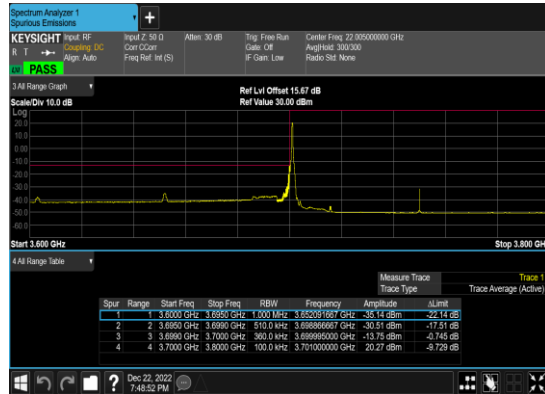 Spectrum Analyzer 1
Spurious Emissions
+
KEYSIGHT Input: RF Input Z: 50 Ω Atten: 30 dB Trig: Free Run Center Freq: 22.005000000 GHz
R T Coupling: DC Corr CCorr Gate: Off Avg|Hold: 300/300
Align: Auto Freq Ref: Int (S) IF Gain: Low Radio Std: None
PASS
3 All Range Graph Ref Lvl Offset 15.67 dB
Scale/Div 10.0 dB Ref Value 30.00 dBm
Log
20.0
10.0
0.00
-10.0
-20.0
-30.0
-40.0
-50.0
-60.0
Start 3.600 GHz Stop 3.800 GHz
4 All Range Table
Measure Trace Trace 1
Trace Type Trace Average (Active)
Spur Range Start Freq Stop Freq RBW Frequency Amplitude ΔLimit
1 1 3.6000 GHz 3.6950 GHz 1.000 MHz 3.652091667 GHz -35.14 dBm -22.14 dB
2 2 3.6950 GHz 3.6990 GHz 510.0 kHz 3.698866667 GHz -30.51 dBm -17.51 dB
3 3 3.6990 GHz 3.7000 GHz 360.0 kHz 3.699995000 GHz -13.75 dBm -0.745 dB
4 4 3.7000 GHz 3.8000 GHz 100.0 kHz 3.701000000 GHz 20.27 dBm -9.729 dB
? Dec 22, 2022
7:48:52 PM